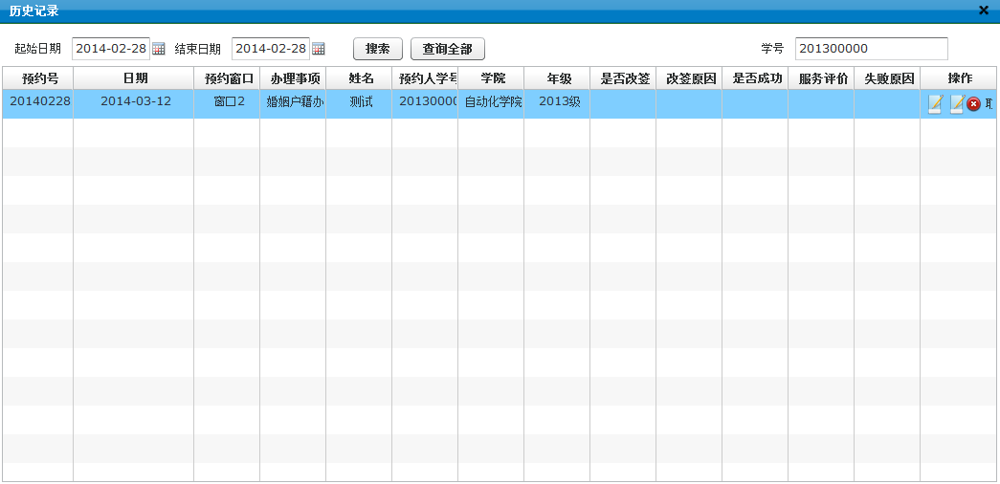 历史记录
起始日期 2014-02-28 结束日期 2014-02-28 搜索 查询全部 学号 201300000
预约号 日期 预约窗口 办理事项 姓名 预约人学号 学院 年级 是否改签 改签原因 是否成功 服务评价 失败原因 操作
20140228 2014-03-12 窗口2 婚姻户籍办 测试 20130000 自动化学院 2013级